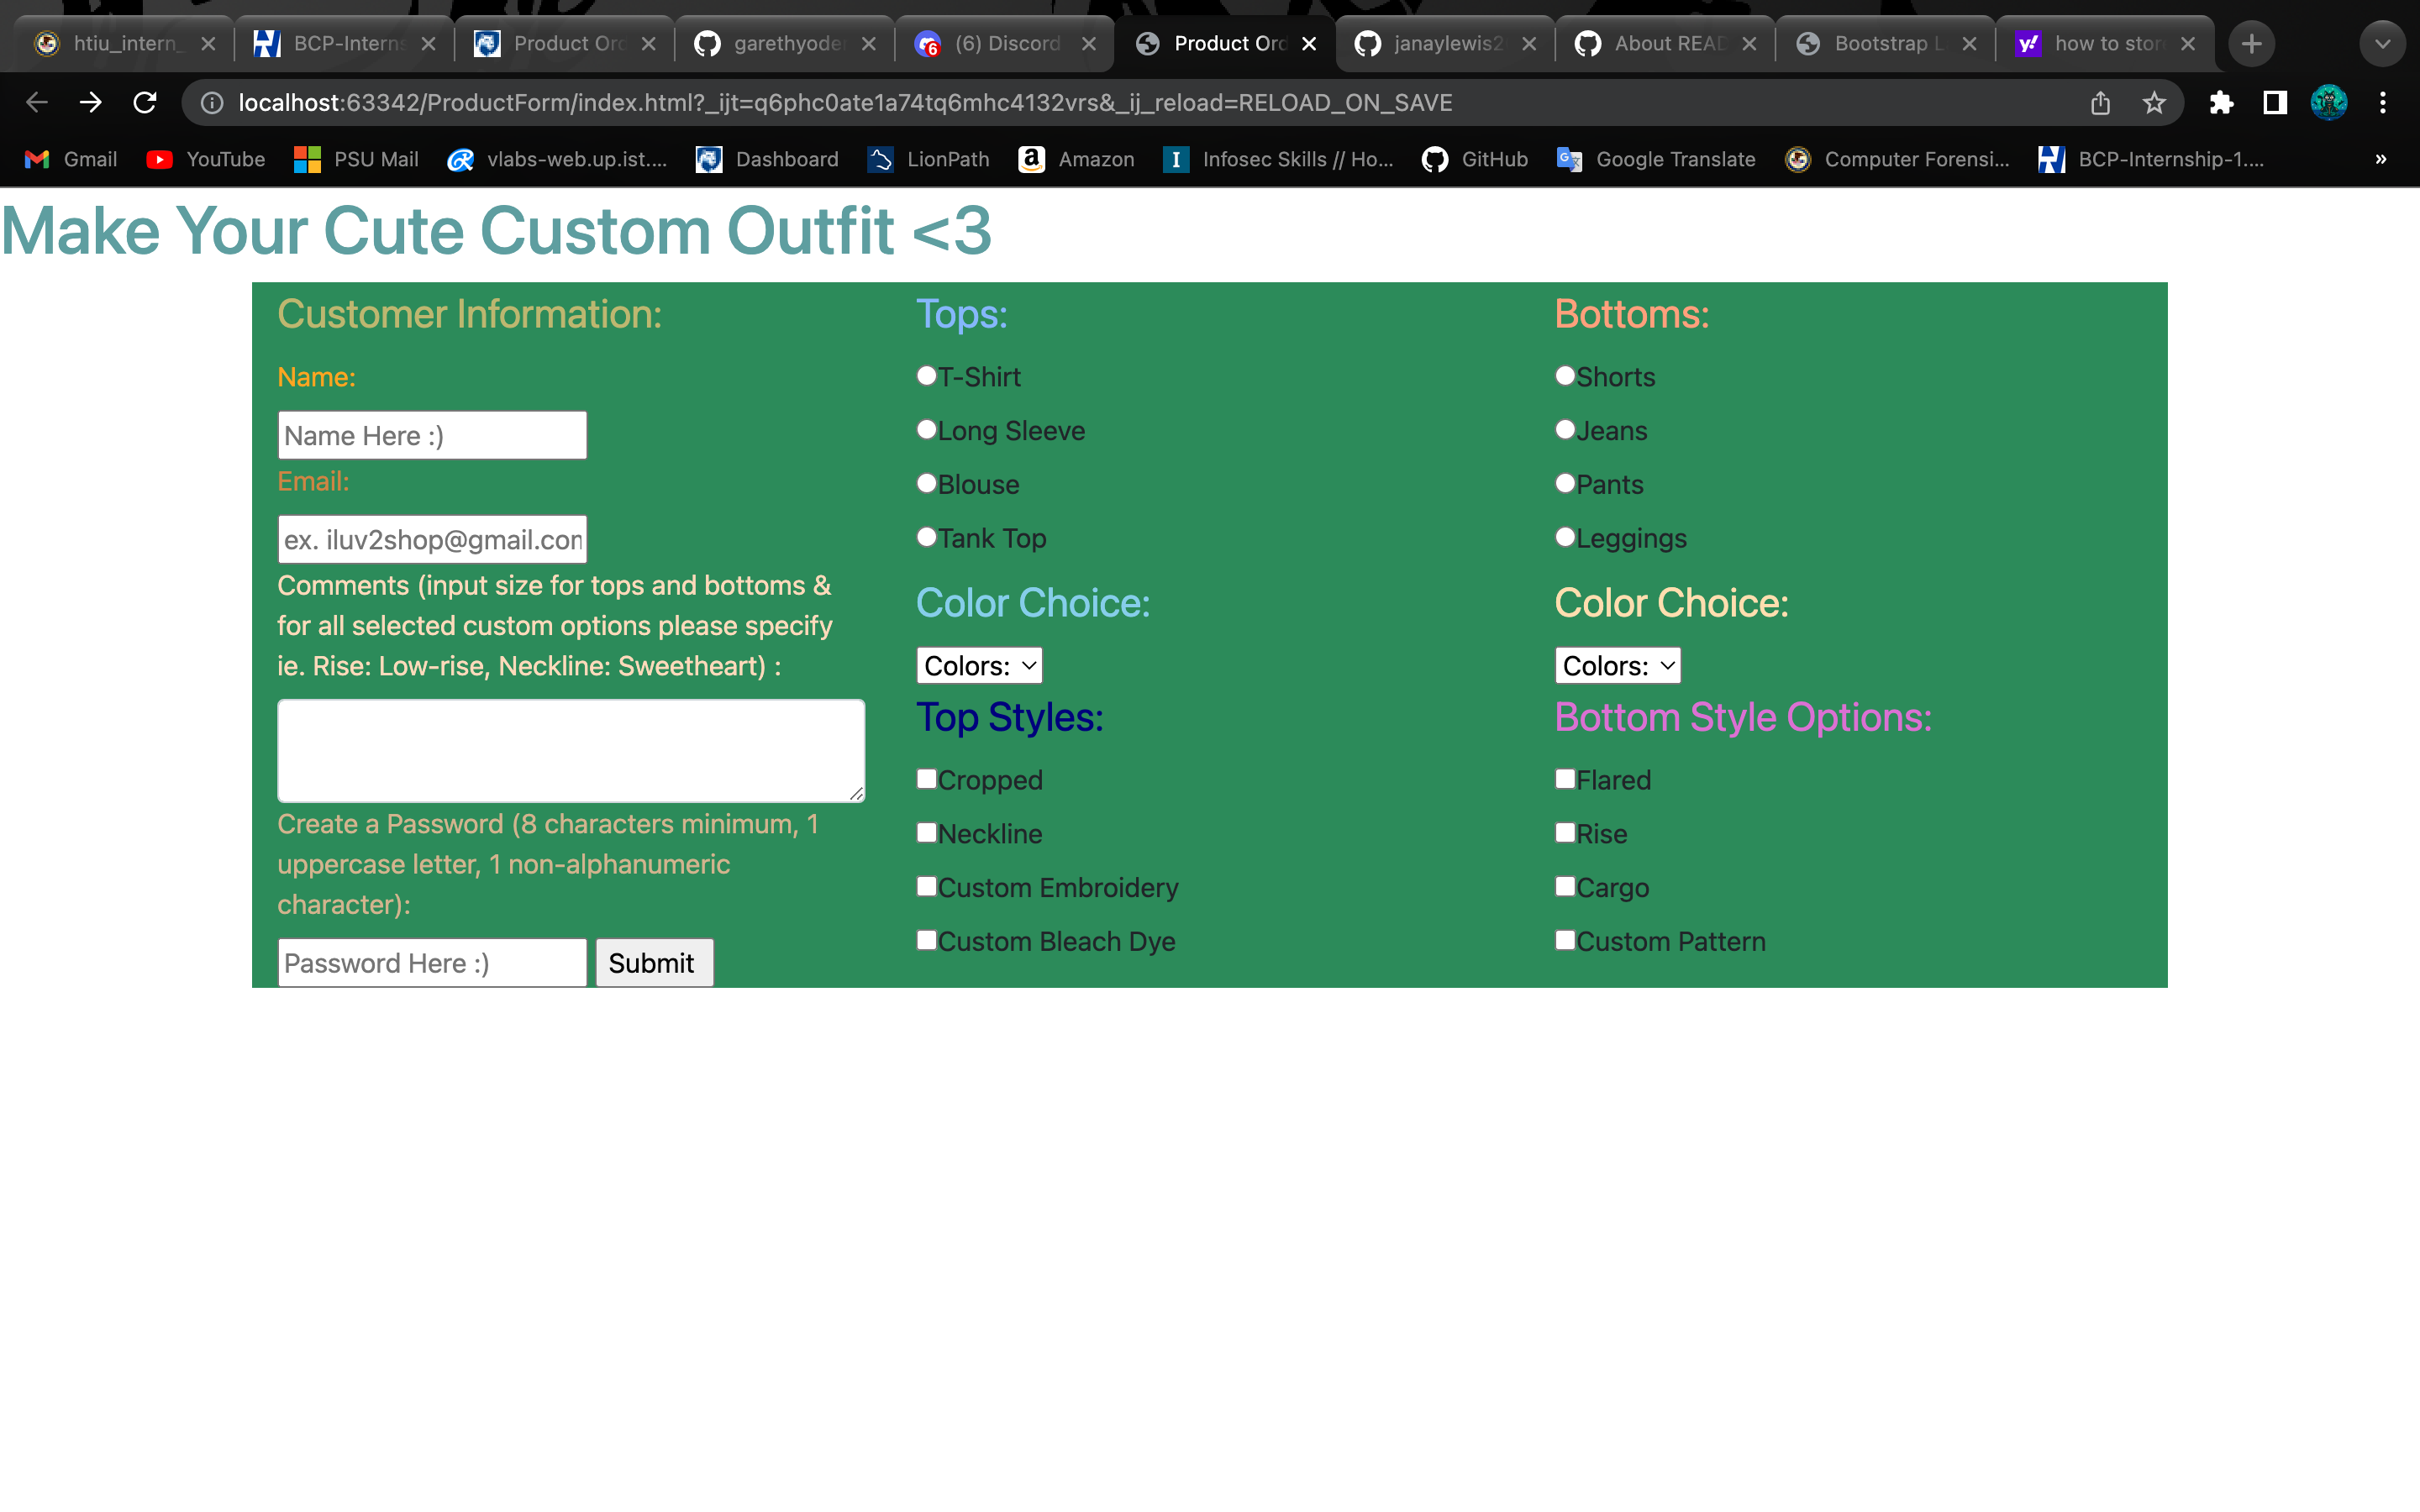 htiu_intern_
BCP-Interns
Product Ord
garethyoder
(6) Discord
Product Ord
janaylewis2
About READ
Bootstrap L
how to stor
localhost:63342/ProductForm/index.html?_ijt=q6phc0ate1a74tq6mhc4132vrs&_ij_reload=RELOAD_ON_SAVE
Gmail
YouTube
PSU Mail
vlabs-web.up.ist....
Dashboard
LionPath
Amazon
Infosec Skills // Ho...
GitHub
Google Translate
Computer Forensi...
BCP-Internship-1....
»
Make Your Cute Custom Outfit <3
Customer Information:
Name:
Name Here :)
Email:
ex. iluv2shop@gmail.con
Comments (input size for tops and bottoms &
for all selected custom options please specify
ie. Rise: Low-rise, Neckline: Sweetheart) :
Create a Password (8 characters minimum, 1
uppercase letter, 1 non-alphanumeric
character):
Password Here :)
Submit
Tops:
T-Shirt
Long Sleeve
Blouse
Tank Top
Color Choice:
Colors:
Top Styles:
Cropped
Neckline
Custom Embroidery
Custom Bleach Dye
Bottoms:
Shorts
Jeans
Pants
Leggings
Color Choice:
Colors:
Bottom Style Options:
Flared
Rise
Cargo
Custom Pattern